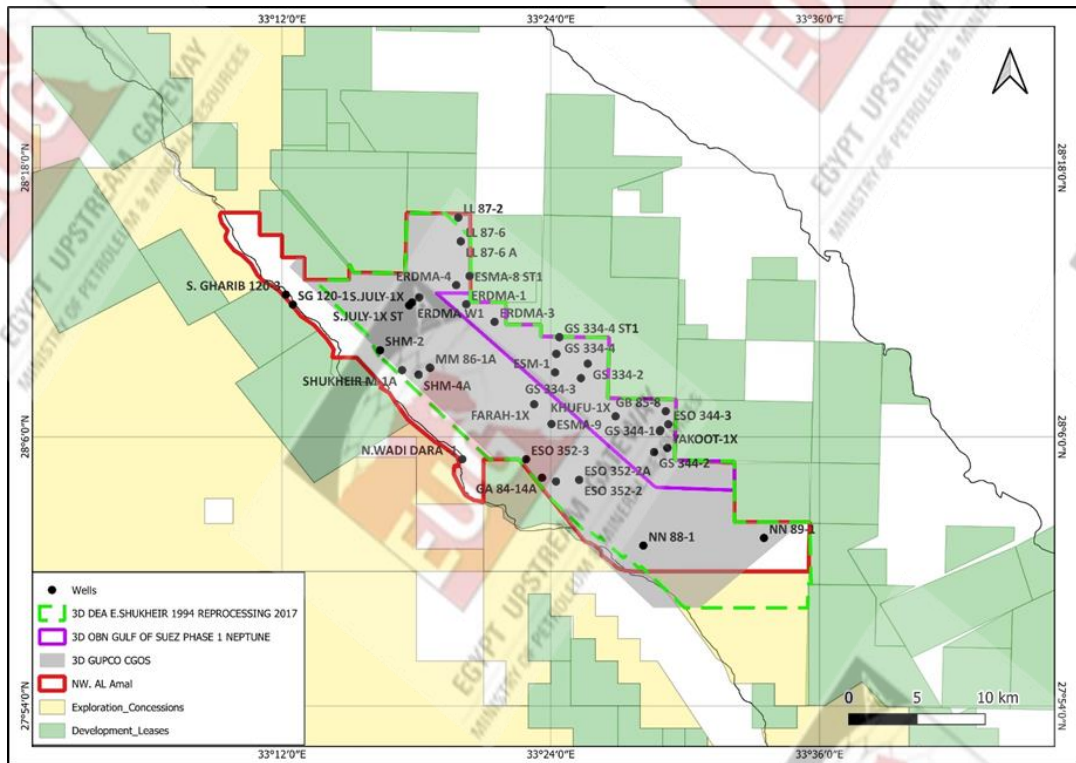 33°12'0"E 33°24'0"E 33°36'0"E
28°18'0"N 28°18'0"N
LL 87-2
LL 87-6
LL 87-6 A
ERDMA-4 ESMA-8 ST1
S. GHARIB 120-3 SG 120-1 S.JULY-1X ERDMA-1
S.JULY-1X ST ERDMA W1 ERDMA-3
GS 334-4 ST1
SHM-2 GS 334-4
MM 86-1A ESM-1
SHUKHEIR M-1A SHM-4A GS 334-2
GS 334-3
FARAH-1X KHUFU-1X GB 85-8
ESMA-9 ESO 344-3
GS 344-1
28°6'0"N 28°6'0"N
YAKOOT-1X
N.WADI DARA -1 ESO 352-3 GS 344-2
ESO 352-2A
GA 84-14A ESO 352-2
NN 88-1 NN 89-1
Wells
3D DEA E.SHUKHEIR 1994 REPROCESSING 2017
3D OBN GULF OF SUEZ PHASE 1 NEPTUNE
3D GUPCO CGOS
NW. AL Amal
Exploration_Concessions
Development_Leases
0 5 10 km
27°54'0"N 27°54'0"N
33°12'0"E 33°24'0"E 33°36'0"E
EGYPT UPSTREAM GATEWAY
MINISTRY OF PETROLEUM & MINERAL RESOURCES
EUG